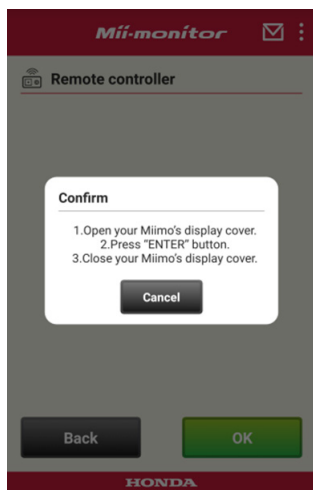 Mii-monitor
Remote controller
Confirm
1.Open your Miimo's display cover.
2.Press "ENTER" button.
3.Close your Miimo's display cover.
Cancel
Back
OK
HONDA